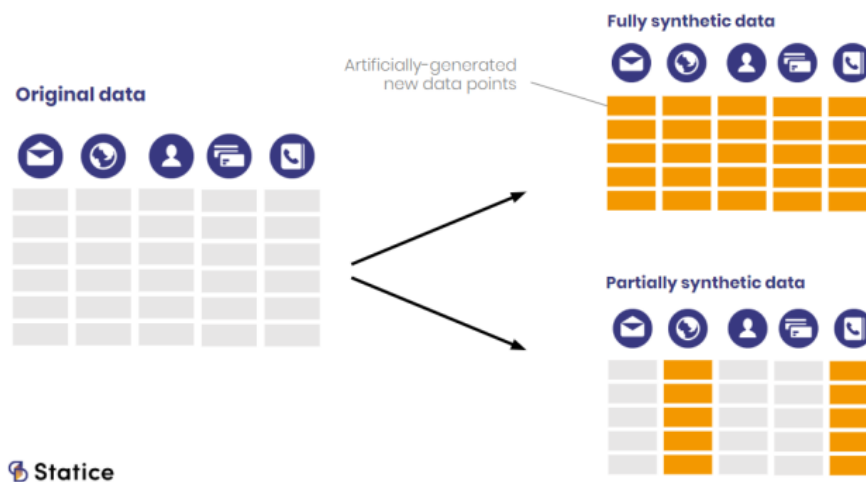 Original data
Artificially-generated
new data points
Fully synthetic data
Partially synthetic data
Statice